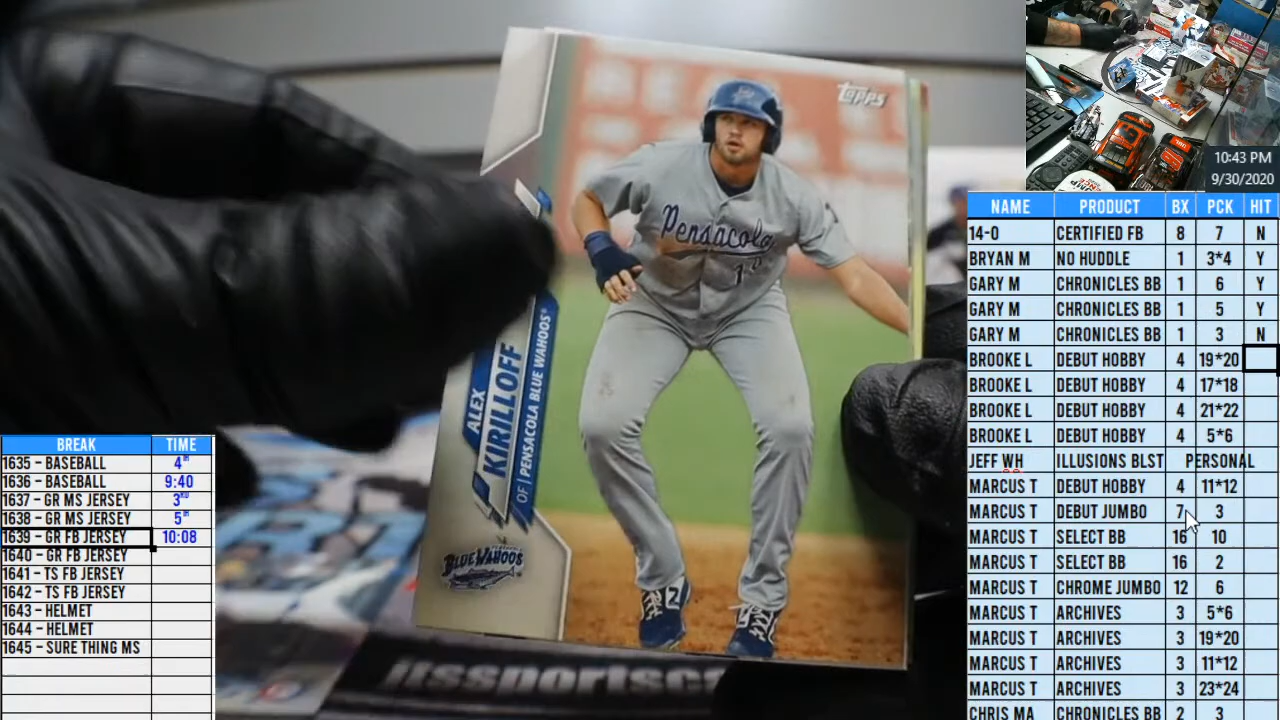 Topps
Pensacola
1
ALEX
KIRILLOFF
OF | PENSACOLA BLUE WAHOOS®
BLUE WAHOOS
itssportsca
10:43 PM
9/30/2020
NAME PRODUCT BX PCK HIT
14-0 CERTIFIED FB 8 7 N
BRYAN M NO HUDDLE 1 3*4 Y
GARY M CHRONICLES BB 1 6 Y
GARY M CHRONICLES BB 1 5 Y
GARY M CHRONICLES BB 1 3 N
BROOKE L DEBUT HOBBY 4 19*20
BROOKE L DEBUT HOBBY 4 17*18
BROOKE L DEBUT HOBBY 4 21*22
BROOKE L DEBUT HOBBY 4 5*6
JEFF WH ILLUSIONS BLST PERSONAL
MARCUS T DEBUT HOBBY 4 11*12
MARCUS T DEBUT JUMBO 7 3
MARCUS T SELECT BB 16 10
MARCUS T SELECT BB 16 2
MARCUS T CHROME JUMBO 12 6
MARCUS T ARCHIVES 3 5*6
MARCUS T ARCHIVES 3 19*20
MARCUS T ARCHIVES 3 11*12
MARCUS T ARCHIVES 3 23*24
CHRIS MA CHRONICLES BB 2 3
BREAK TIME
1635 - BASEBALL 4TH
1636 - BASEBALL 9:40
1637 - GR MS JERSEY 3RD
1638 - GR MS JERSEY 5TH
1639 - GR FB JERSEY 10:08
1640 - GR FB JERSEY
1641 - TS FB JERSEY
1642 - TS FB JERSEY
1643 - HELMET
1644 - HELMET
1645 - SURE THING MS